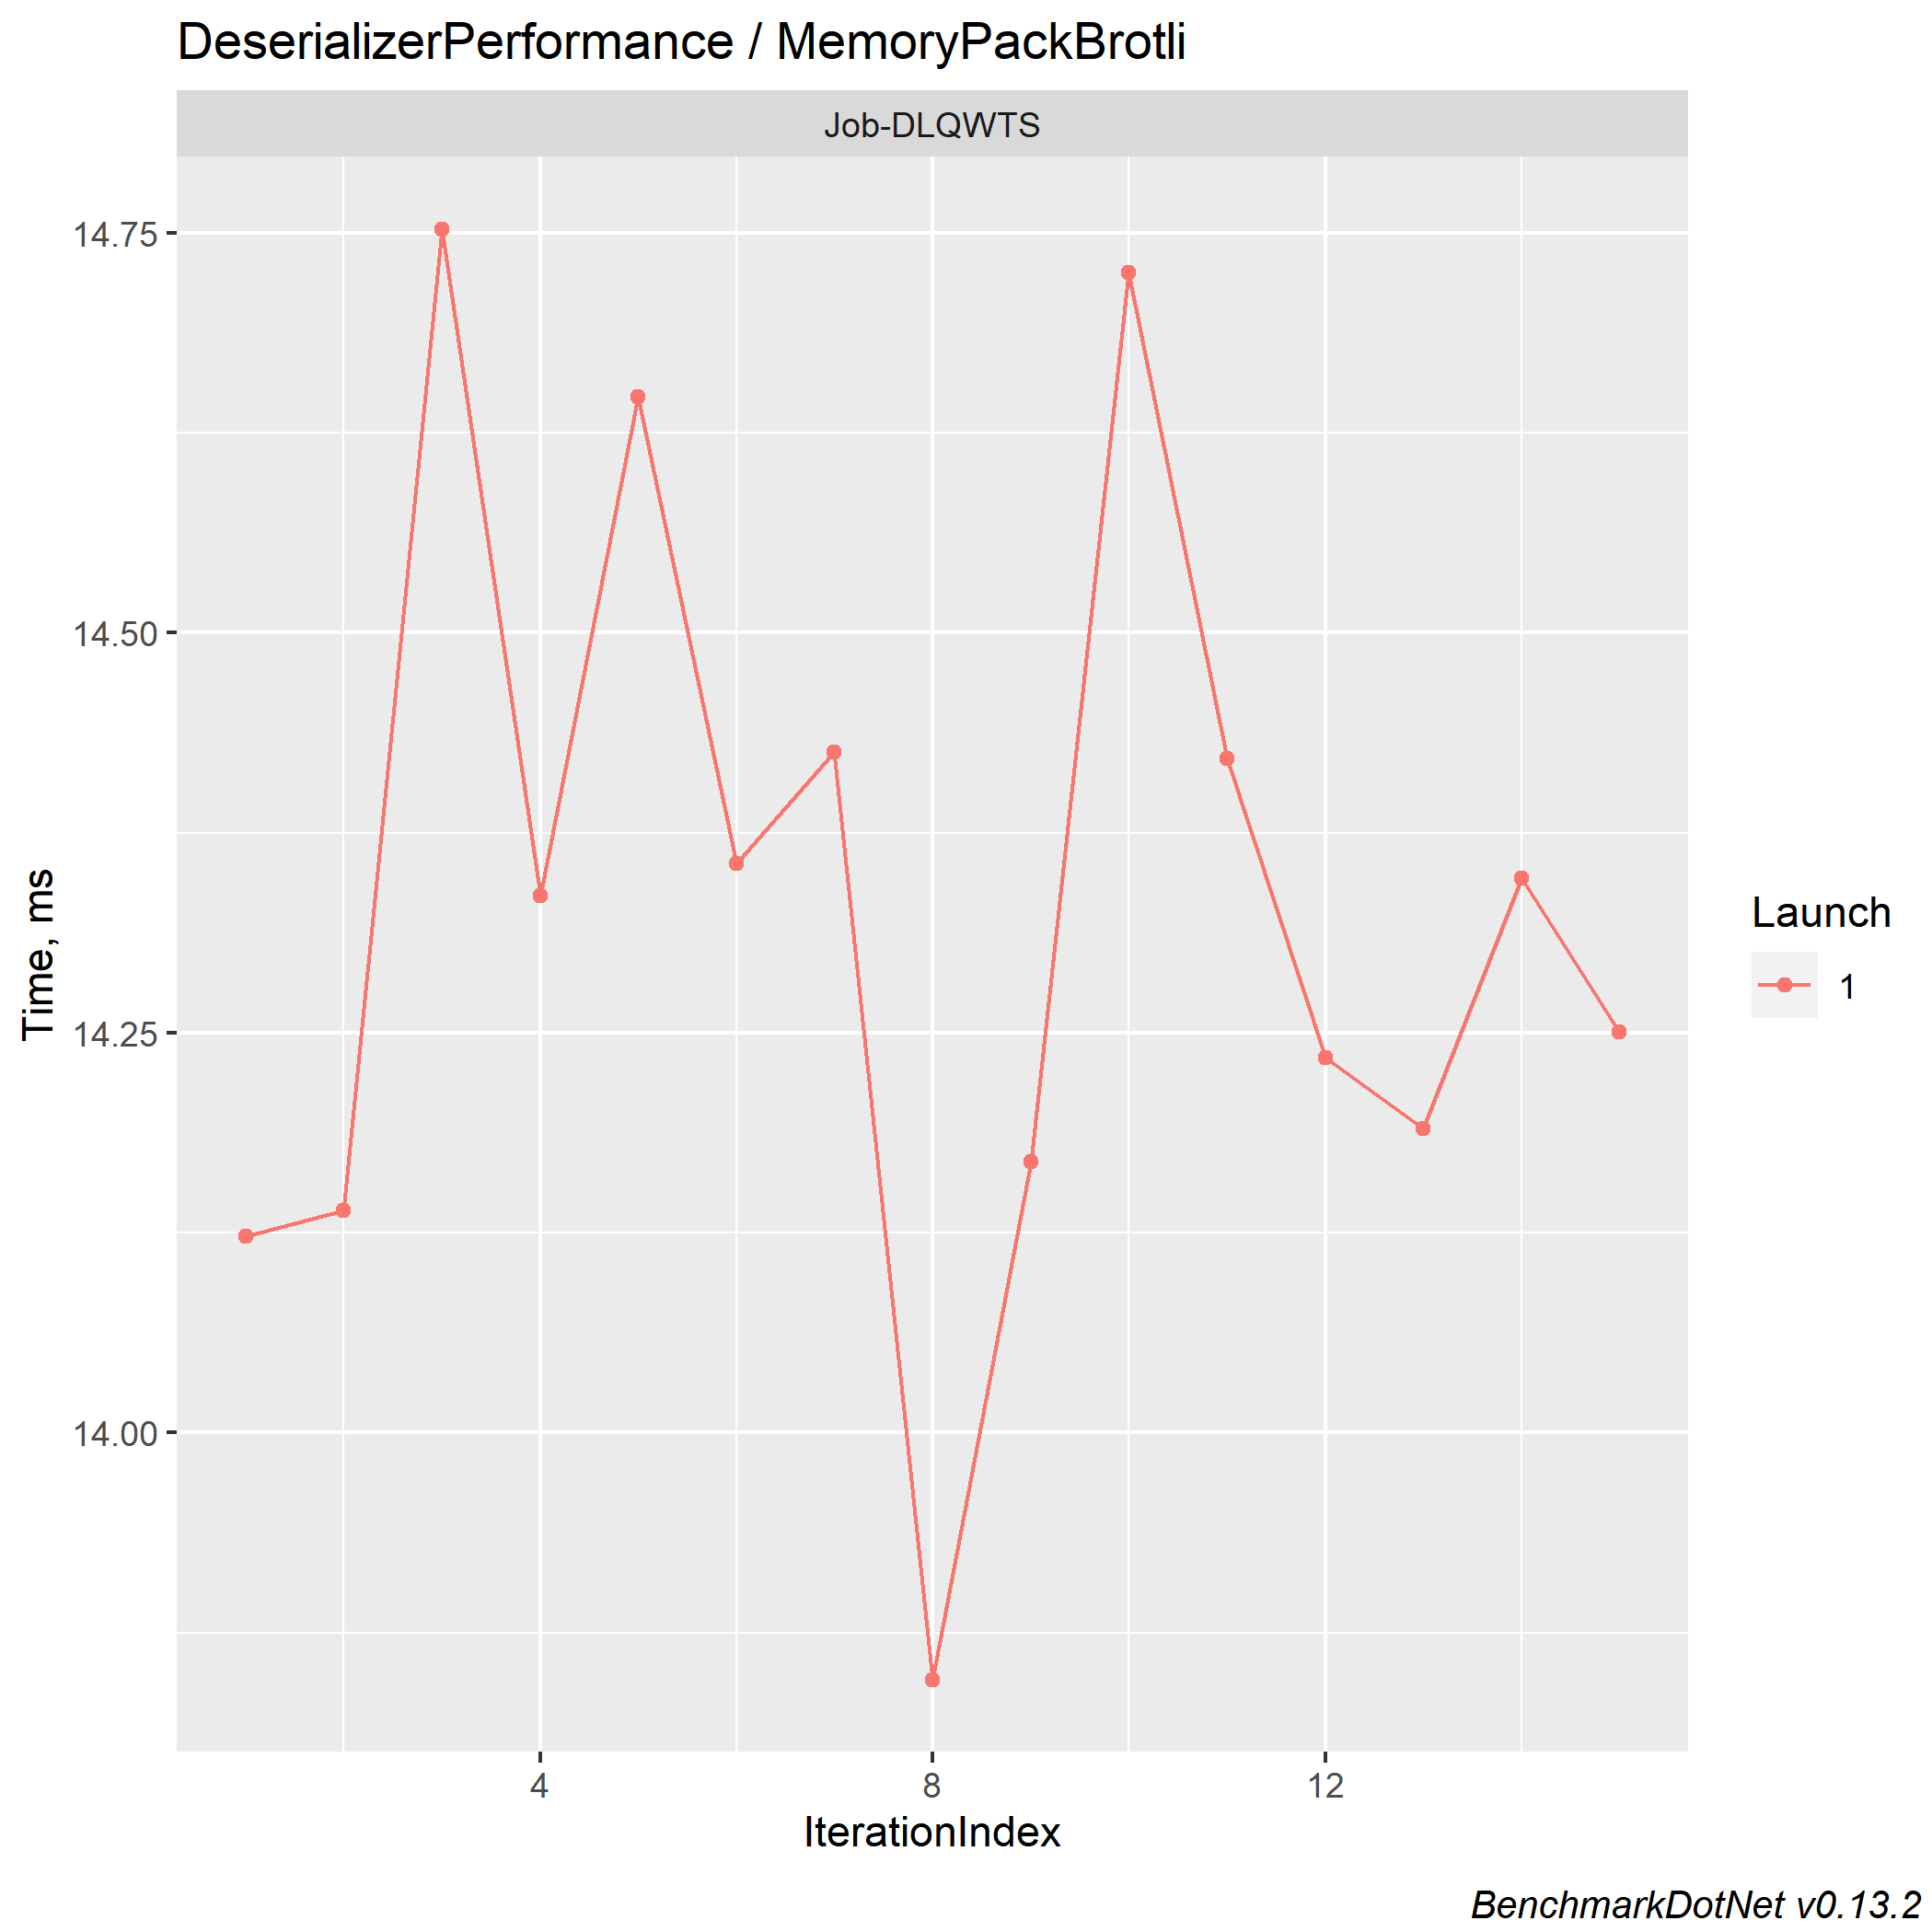 DeserializerPerformance / MemoryPackBrotli
Job-DLQWTS
14.75
14.50
14.25
14.00
Time, ms
4 8 12
IterationIndex
Launch
1
BenchmarkDotNet v0.13.2